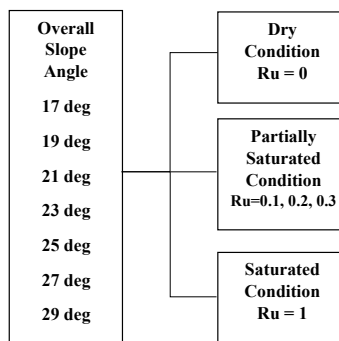 Overall
Slope
Angle
17 deg
19 deg
21 deg
23 deg
25 deg
27 deg
29 deg
Dry
Condition
Ru = 0
Partially
Saturated
Condition
Ru=0.1, 0.2, 0.3
Saturated
Condition
Ru = 1